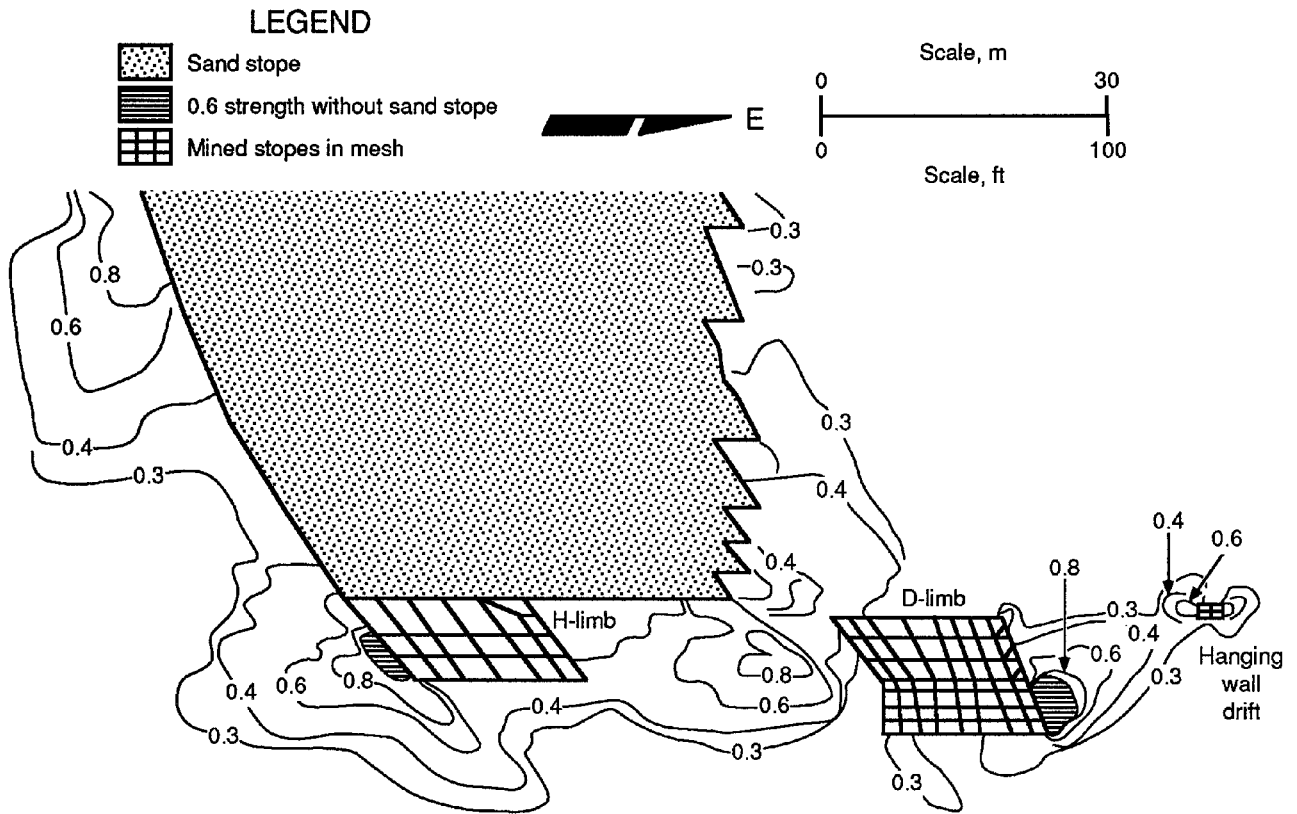 LEGEND
Sand stope
0.6 strength without sand stope
Mined stopes in mesh
E
Scale, m
0 30
0 100
Scale, ft
0.3
0.8
0.3
0.6
0.3
0.4
0.3
0.4
0.4
0.4
0.6
0.8
D-limb
H-limb
0.3
0.4
0.6
0.8
0.3
Hanging
wall
drift
0.4
0.6
0.8
0.6
0.4
0.3
0.3
0.3